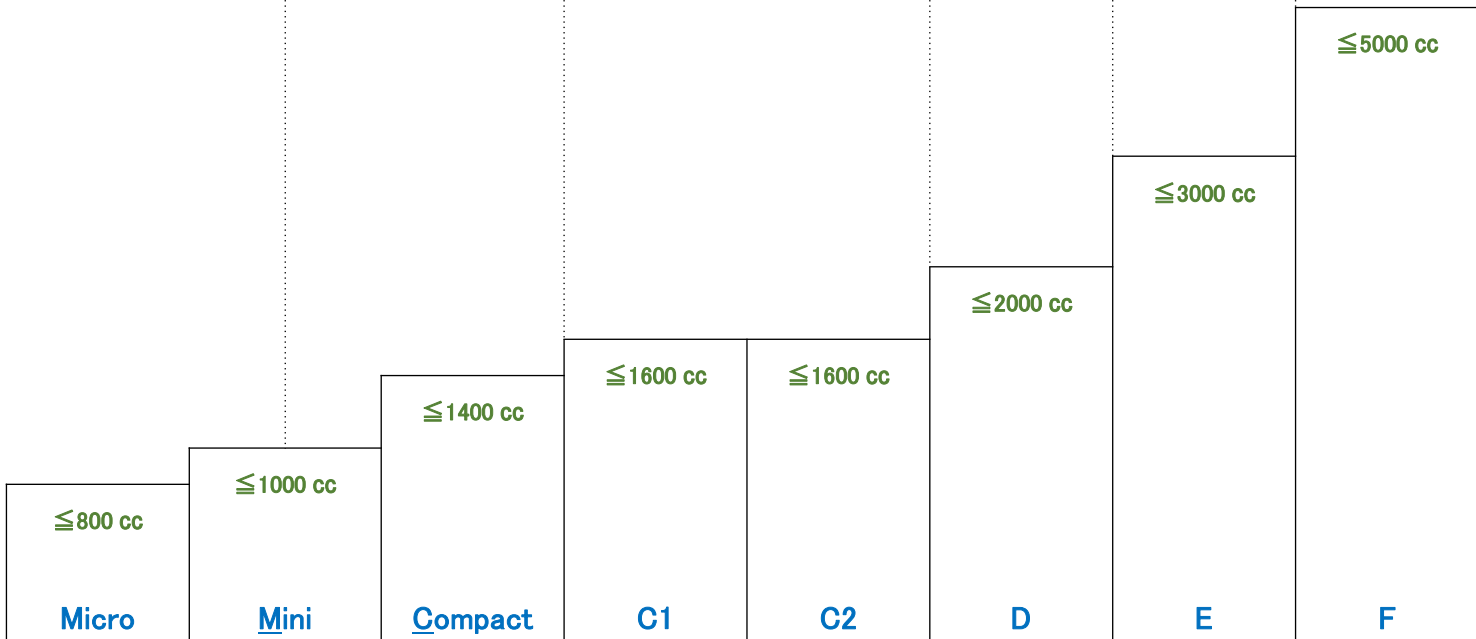 ≦5000 cc
≦3000 cc
≦2000 cc
≦1600 cc
≦1600 cc
≦1400 cc
≦1000 cc
≦800 cc
Micro Mini Compact C1 C2 D E F